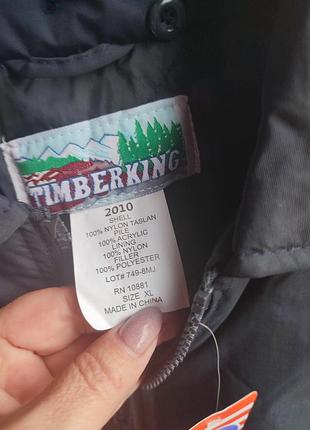 TIMBERKING
2010
SHELL
100% NYLON TASLAN
PILE
100% ACRYLIC
LINING
100% NYLON
FILLER
100% POLYESTER
LOT# 749-8MJ
RN 10881
SIZE XL
MADE IN CHINA